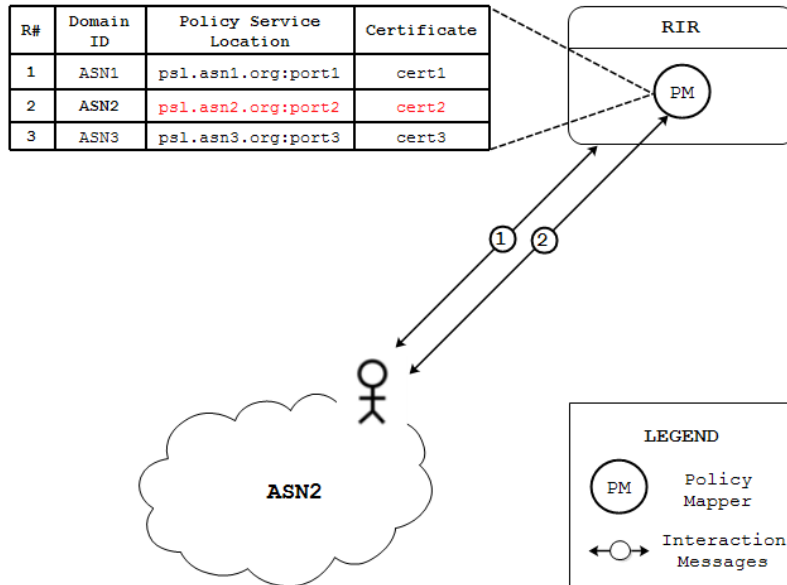 R# Domain ID Policy Service Location Certificate
1 ASN1 psl.asn1.org:port1 cert1
2 ASN2 psl.asn2.org:port2 cert2
3 ASN3 psl.asn3.org:port3 cert3
RIR
PM
1 2
ASN2
LEGEND
PM Policy Mapper
Interaction Messages